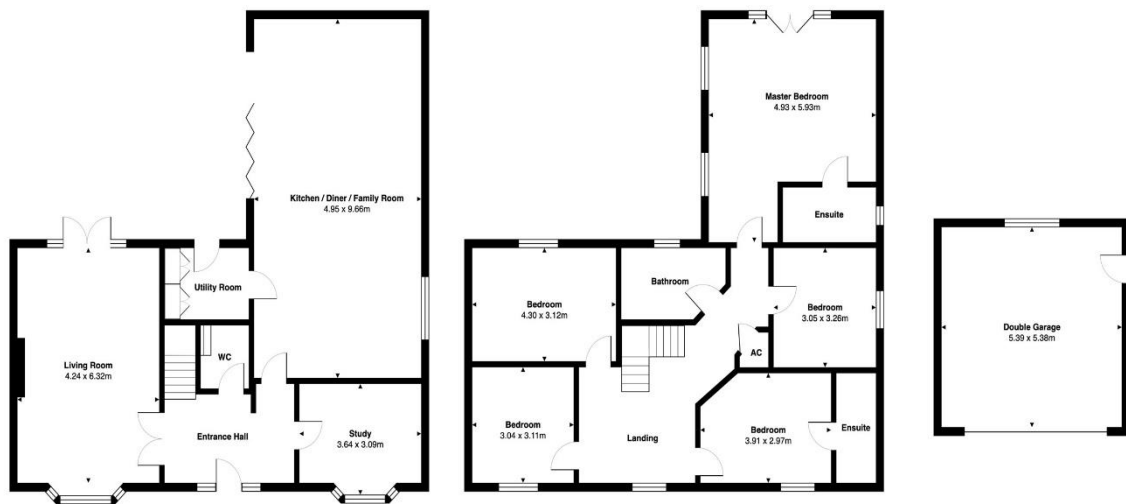 Kitchen / Diner / Family Room
4.95 x 9.66m
Utility Room
WC
Living Room
4.24 x 6.32m
Entrance Hall
Study
3.64 x 3.09m
Master Bedroom
4.93 x 5.93m
Ensuite
Bathroom
Bedroom
4.30 x 3.12m
Bedroom
3.05 x 3.26m
AC
Bedroom
3.04 x 3.11m
Landing
Bedroom
3.91 x 2.97m
Ensuite
Double Garage
5.39 x 5.38m